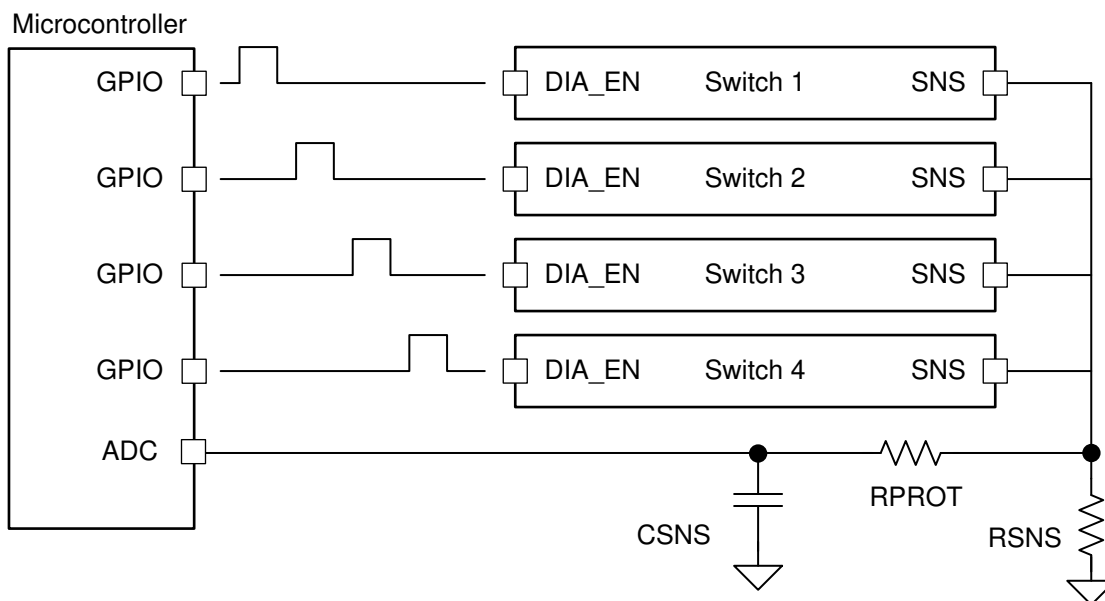 Microcontroller
GPIO DIA_EN Switch 1 SNS
GPIO DIA_EN Switch 2 SNS
GPIO DIA_EN Switch 3 SNS
GPIO DIA_EN Switch 4 SNS
ADC
RPROT
CSNS
RSNS